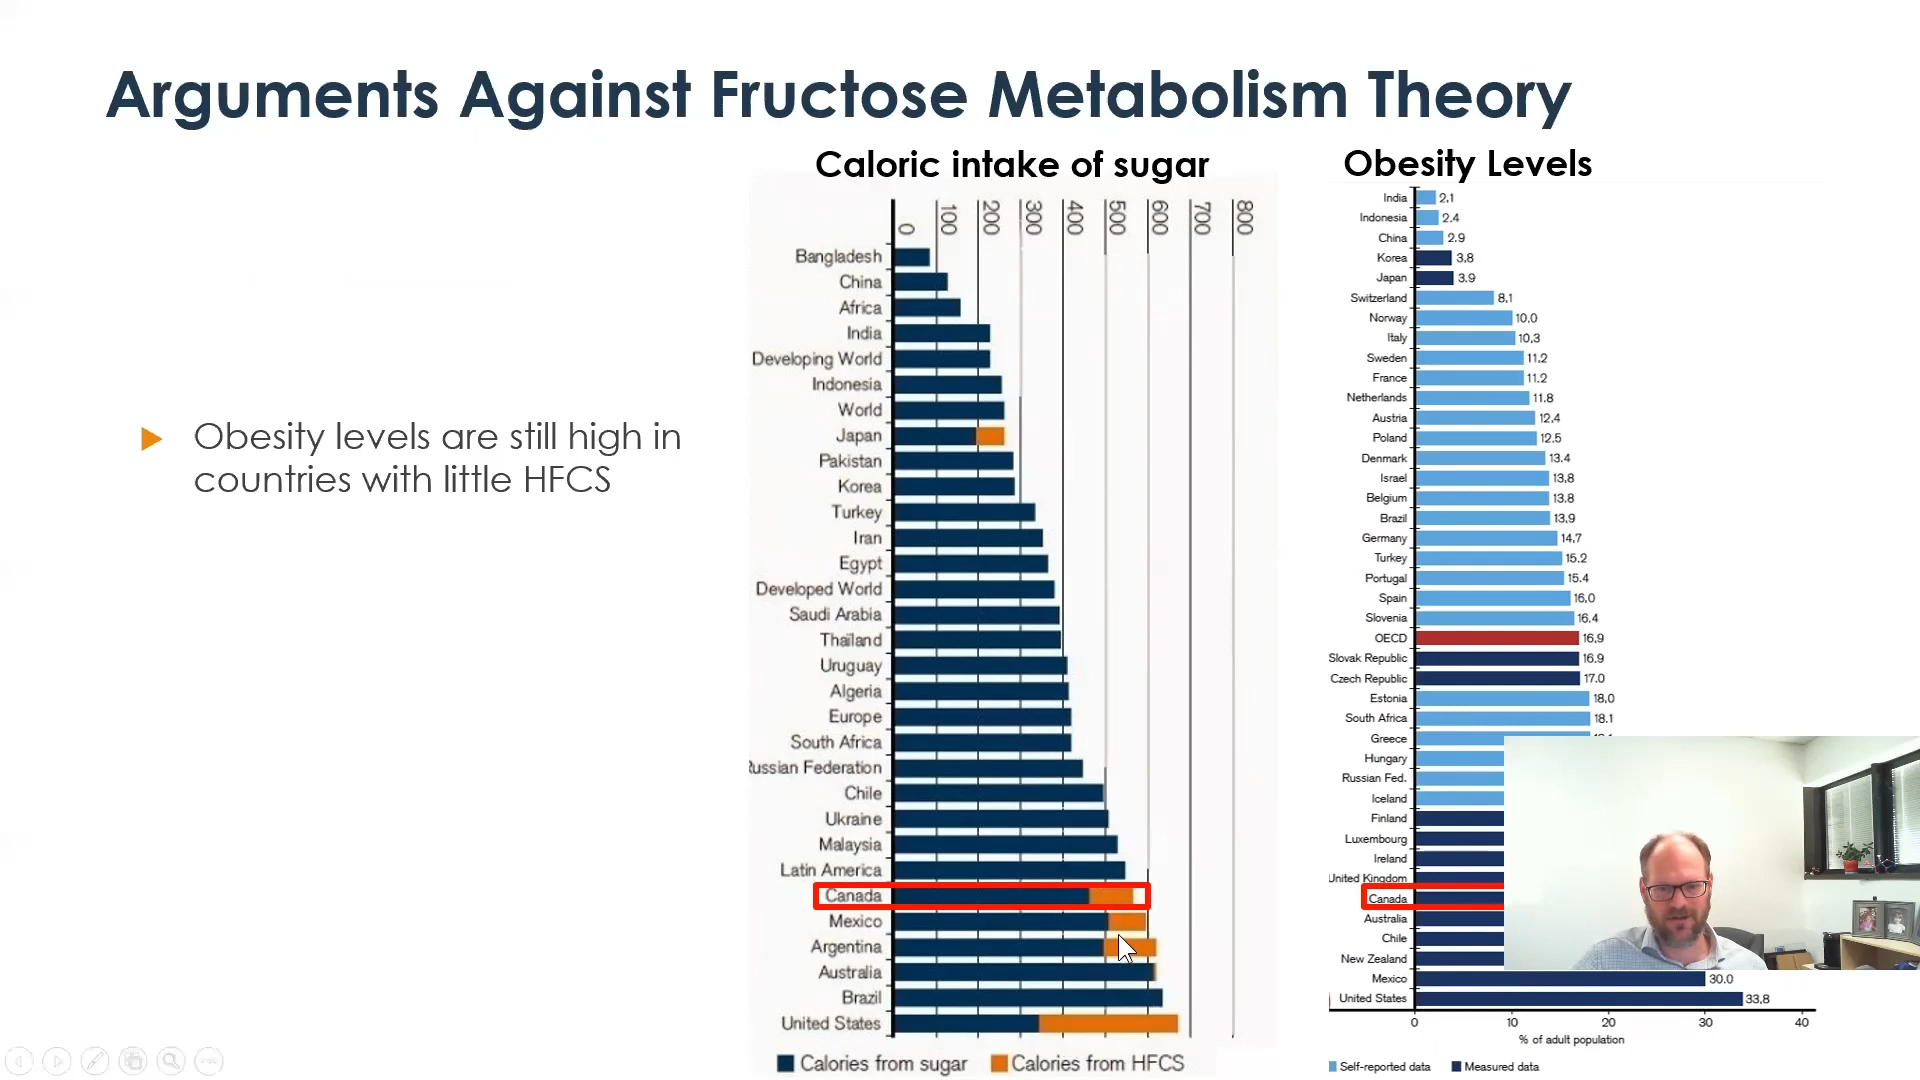 Arguments Against Fructose Metabolism Theory
Obesity levels are still high in
countries with little HFCS
Caloric intake of sugar
0 100 200 300 400 500 600 700 800
Bangladesh
China
Africa
India
Developing World
Indonesia
World
Japan
Pakistan
Korea
Turkey
Iran
Egypt
Developed World
Saudi Arabia
Thailand
Uruguay
Algeria
Europe
South Africa
Russian Federation
Chile
Ukraine
Malaysia
Latin America
Canada
Mexico
Argentina
Australia
Brazil
United States
Calories from sugar Calories from HFCS
Obesity Levels
India 2.1
Indonesia 2.4
China 2.9
Korea 3.8
Japan 3.9
Switzerland 8.1
Norway 10.0
Italy 10.3
Sweden 11.2
France 11.2
Netherlands 11.8
Austria 12.4
Poland 12.5
Denmark 13.4
Israel 13.8
Belgium 13.8
Brazil 13.9
Germany 14.7
Turkey 15.2
Portugal 15.4
Spain 16.0
Slovenia 16.4
OECD 16.9
Slovak Republic 16.9
Czech Republic 17.0
Estonia 18.0
South Africa 18.1
Greece
Hungary
Russian Fed.
Iceland
Finland
Luxembourg
Ireland
United Kingdom
Canada
Australia
Chile
New Zealand
Mexico 30.0
United States 33.8
0 10 20 30 40
% of adult population
Self-reported data Measured data